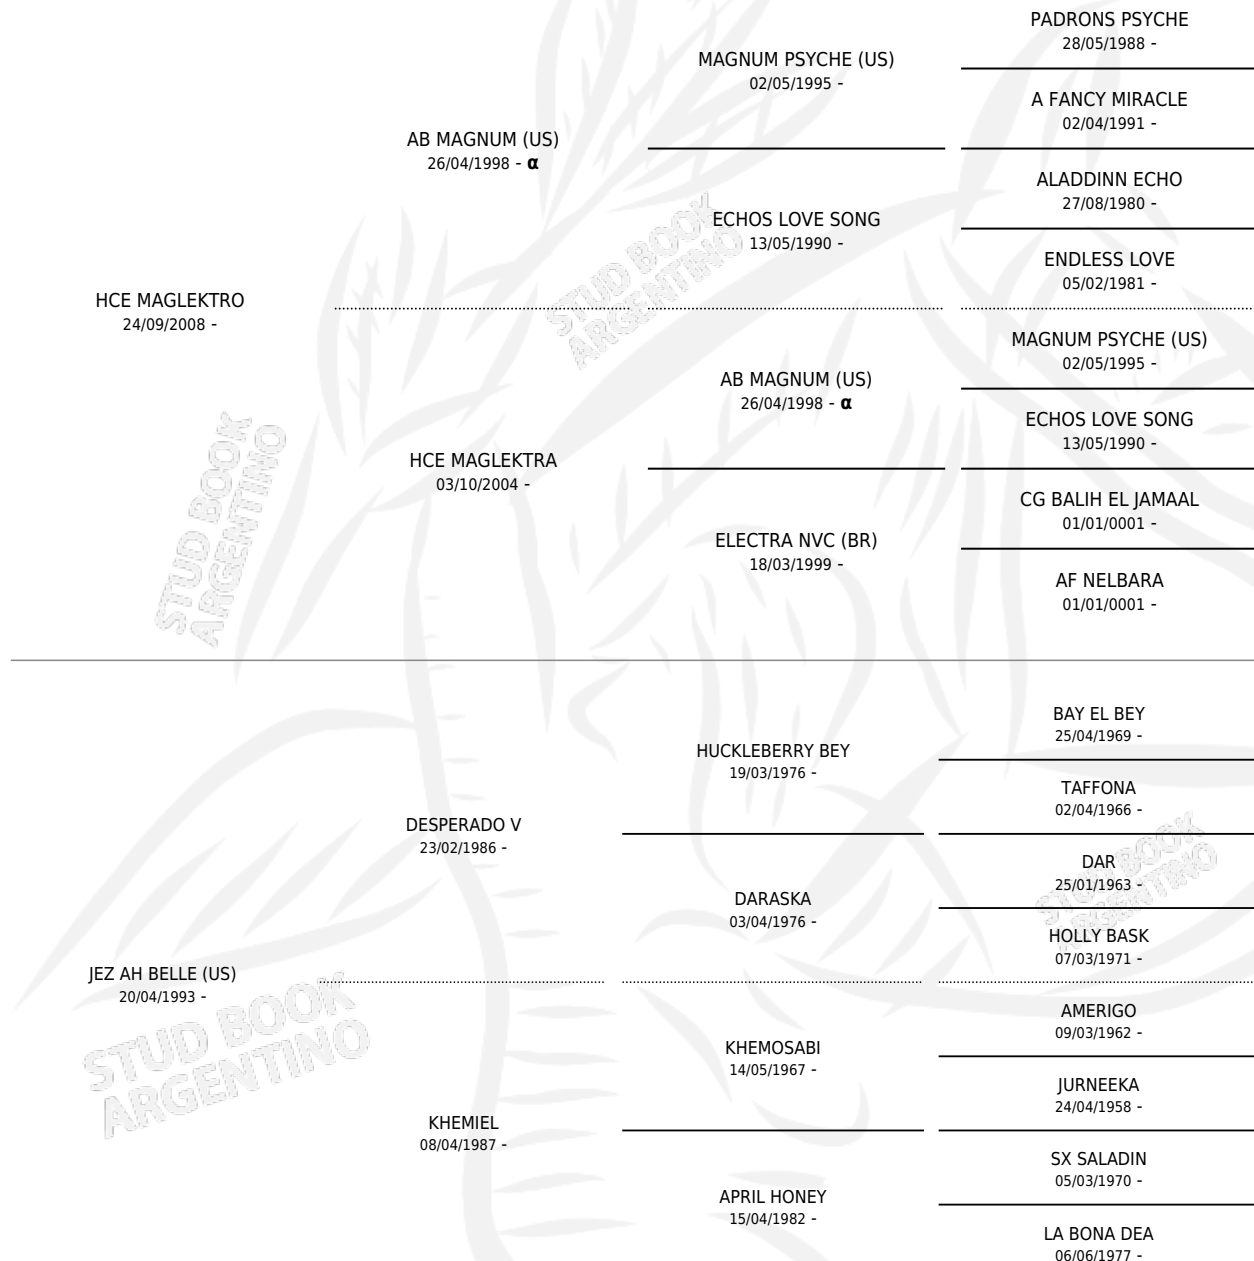 PADRONS PSYCHE
28/05/1988 -
MAGNUM PSYCHE (US)
02/05/1995 -
A FANCY MIRACLE
02/04/1991 -
AB MAGNUM (US)
26/04/1998 - α
ALADDINN ECHO
27/08/1980 -
ECHOS LOVE SONG
13/05/1990 -
ENDLESS LOVE
05/02/1981 -
HCE MAGLEKTRO
24/09/2008 -
MAGNUM PSYCHE (US)
02/05/1995 -
AB MAGNUM (US)
26/04/1998 - α
ECHOS LOVE SONG
13/05/1990 -
HCE MAGLEKTRA
03/10/2004 -
CG BALIH EL JAMAAL
01/01/0001 -
ELECTRA NVC (BR)
18/03/1999 -
AF NELBARA
01/01/0001 -
BAY EL BEY
25/04/1969 -
HUCKLEBERRY BEY
19/03/1976 -
TAFFONA
02/04/1966 -
DESPERADO V
23/02/1986 -
DAR
25/01/1963 -
DARASKA
03/04/1976 -
HOLLY BASK
07/03/1971 -
JEZ AH BELLE (US)
20/04/1993 -
AMERIGO
09/03/1962 -
KHEMOSABI
14/05/1967 -
JURNEEKA
24/04/1958 -
KHEMIEL
08/04/1987 -
SX SALADIN
05/03/1970 -
APRIL HONEY
15/04/1982 -
LA BONA DEA
06/06/1977 -
STUD BOOK
ARGENTINO
STUD BOOK
ARGENTINO
STUD BOOK
ARGENTINO
STUD BOOK
ARGENTINO